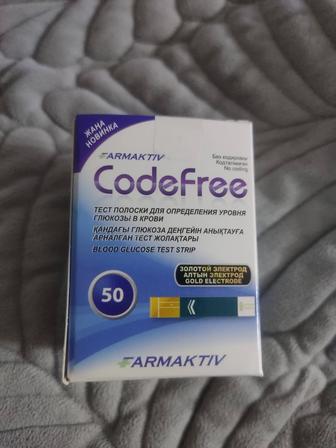 ЖАҢА
НОВИНКА
FARMAKTIV
Без кодировки
Кодталмаған
No coding
CodeFree
ТЕСТ ПОЛОСКИ ДЛЯ ОПРЕДЕЛЕНИЯ УРОВНЯ
ГЛЮКОЗЫ В КРОВИ
ҚАНДАҒЫ ГЛЮКОЗА ДЕҢГЕЙІН АНЫҚТАУҒА
АРНАЛҒАН ТЕСТ ЖОЛАҚТАРЫ
BLOOD GLUCOSE TEST STRIP
50
ЗОЛОТОЙ ЭЛЕКТРОД
АЛТЫН ЭЛЕКТРОД
GOLD ELECTRODE
FARMAKTIV